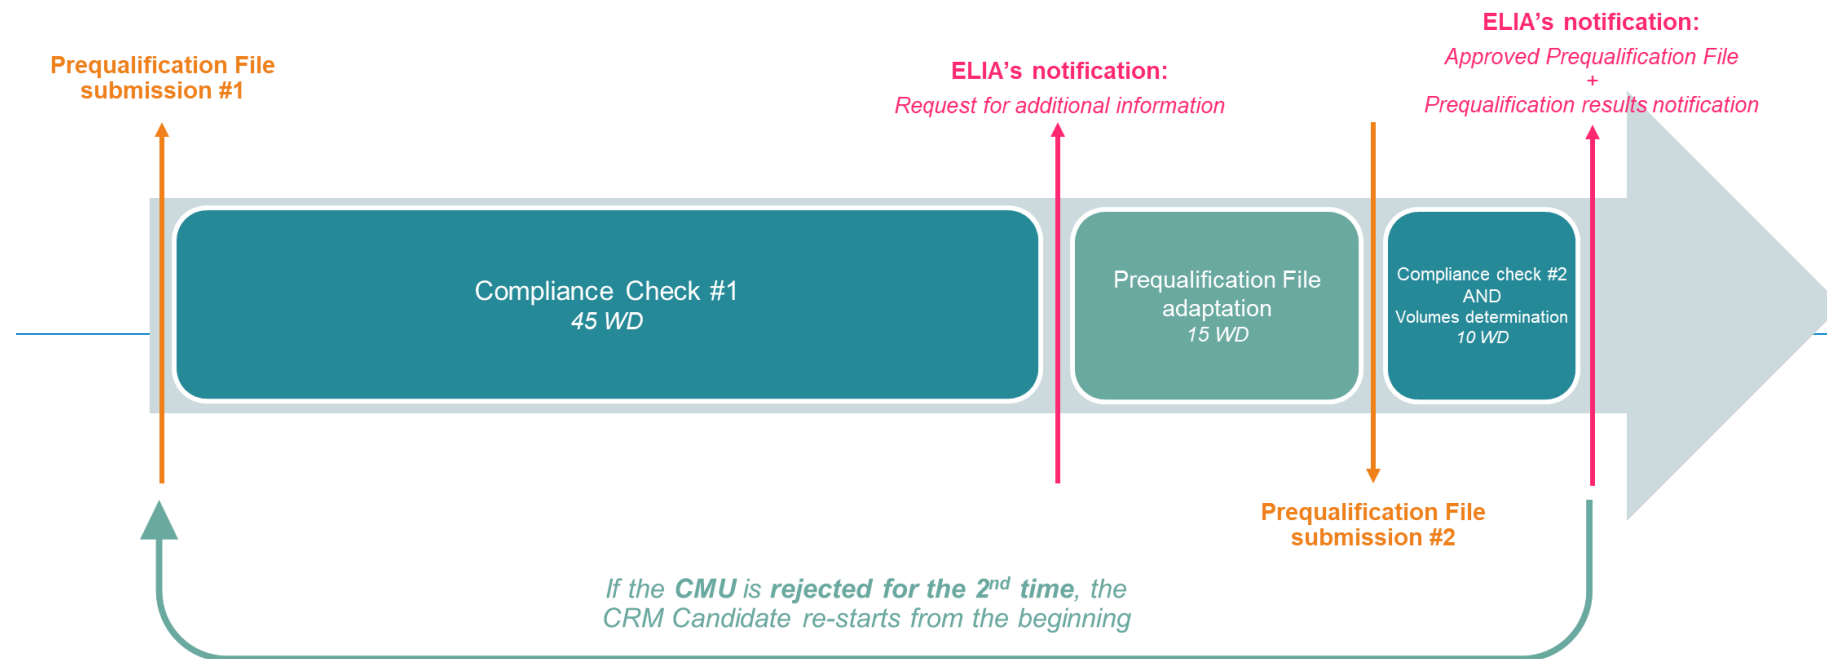 Prequalification File
submission #1
ELIA's notification:
Request for additional information
ELIA's notification:
Approved Prequalification File
+
Prequalification results notification
Compliance Check #1
45 WD
Prequalification File
adaptation
15 WD
Compliance check #2
AND
Volumes determination
10 WD
Prequalification File
submission #2
If the CMU is rejected for the 2nd time, the
CRM Candidate re-starts from the beginning